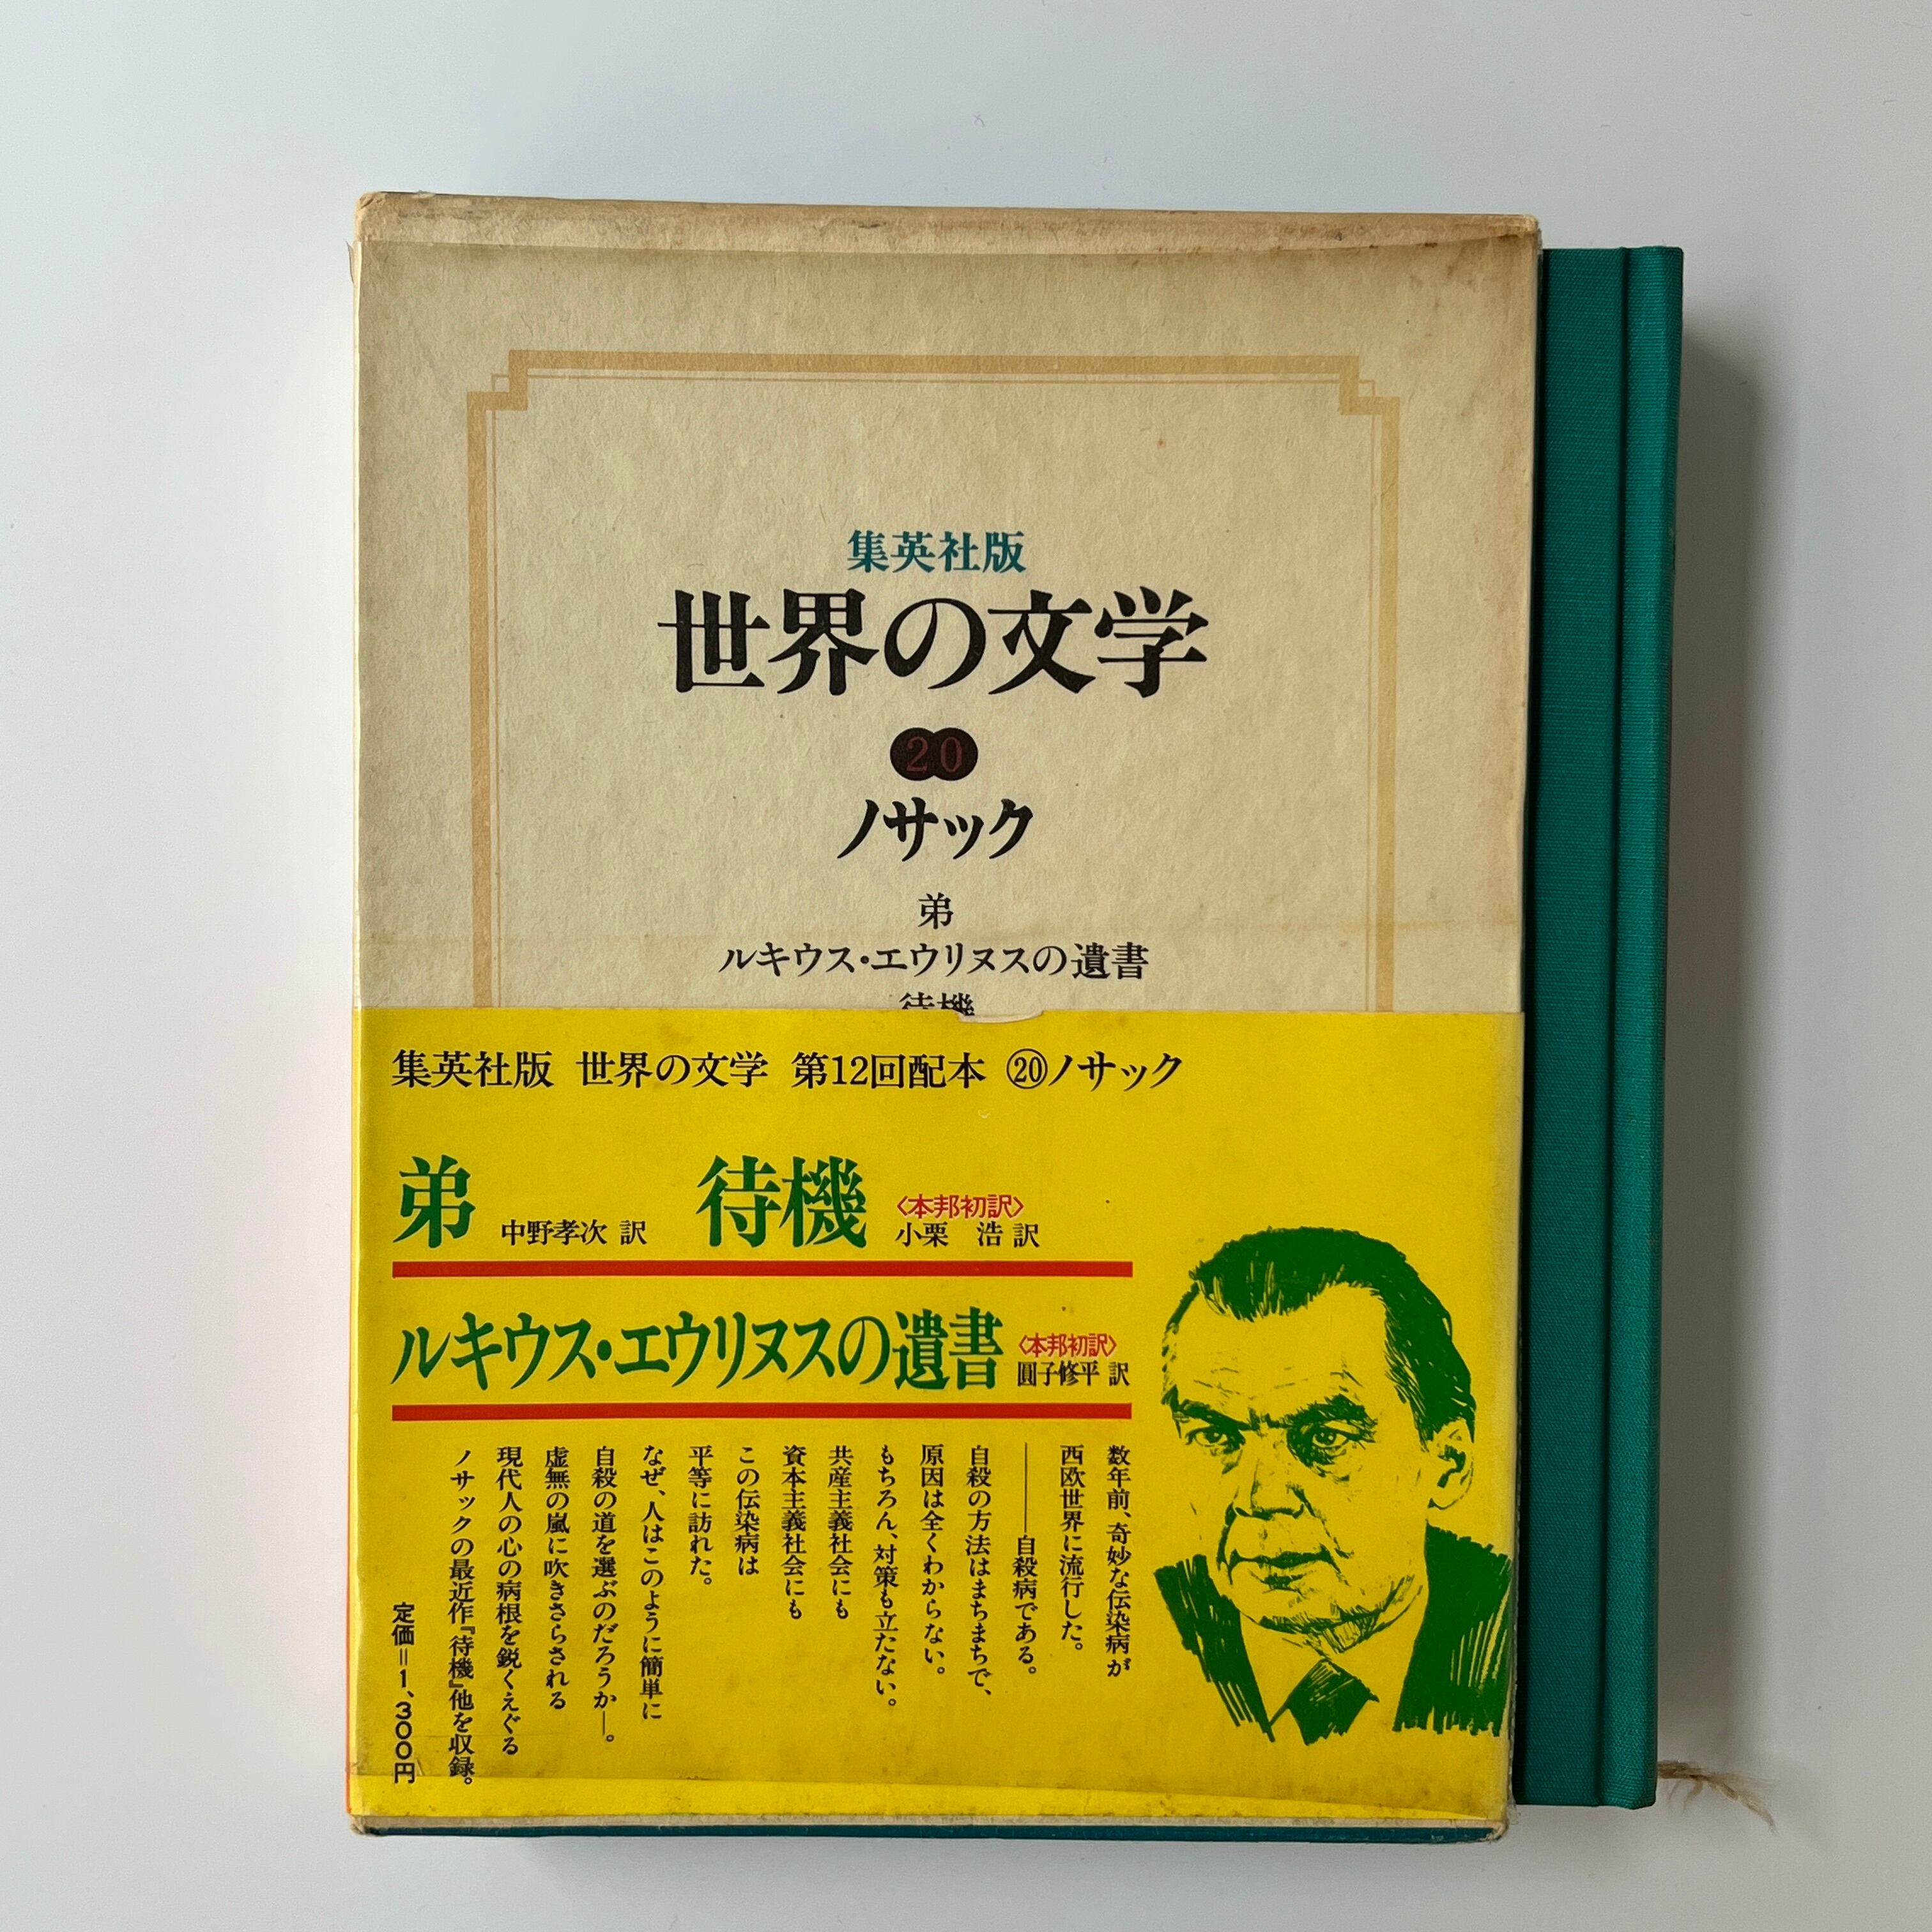 集英社版
世界の文学
20
ノサック
弟
ルキウス・エウリヌスの遺書
待機
集英社版 世界の文学 第12回配本 ⑳ノサック
弟 中野孝次 訳 待機 〈本邦初訳〉 小栗 浩 訳
ルキウス・エウリヌスの遺書 〈本邦初訳〉 圓子修平 訳
数年前、奇妙な伝染病が
西欧世界に流行した。
――自殺病である。
自殺の方法はまちまちで、
原因は全くわからない。
もちろん、対策も立たない。
共産主義社会にも
資本主義社会にも
この伝染病は
平等に訪れた。
なぜ、人はこのように簡単に
自殺の道を選ぶのだろうか―。
虚無の嵐に吹きさらされる
現代人の心の病根を鋭くえぐる
ノサックの最近作『待機』他を収録。
定価=1,300円